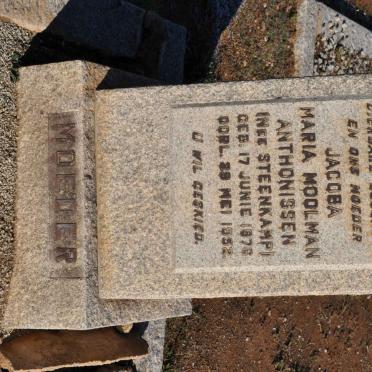 EN ONS MOEDER
JACOBA
MARIA MOOLMAN
ANTHONISSEN
(NEE STEENKAMP)
GEB. 17 JUNIE 1876
OORL. 29 MEI 1952.
U WIL GESKIED.
MOEDER